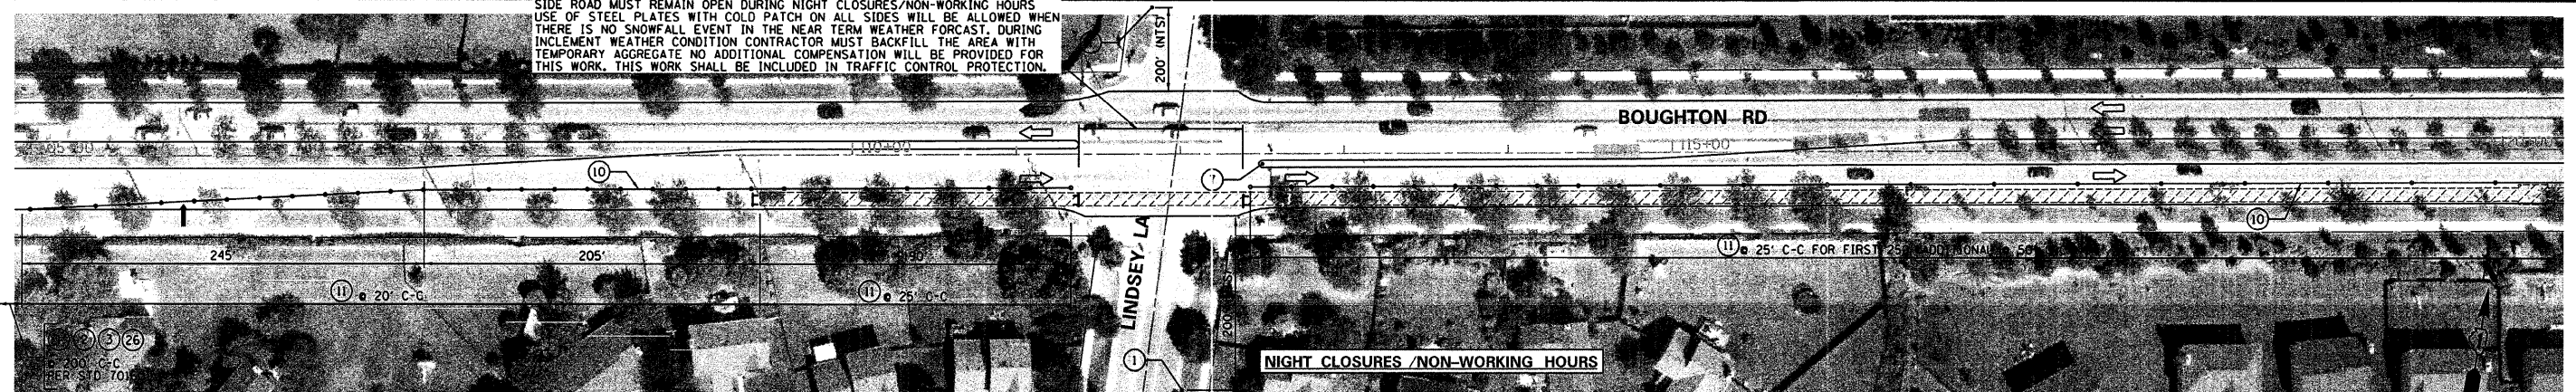 SIDE ROAD MUST REMAIN OPEN DURING NIGHT CLOSURES/NON-WORKING HOURS
USE OF STEEL PLATES WITH COLD PATCH ON ALL SIDES WILL BE ALLOWED WHEN
THERE IS NO SNOWFALL EVENT IN THE NEAR TERM WEATHER FORCAST. DURING
INCLEMENT WEATHER CONDITION CONTRACTOR MUST BACKFILL THE AREA WITH
TEMPORARY AGGREGATE NO ADDITIONAL COMPENSATION WILL BE PROVIDED FOR
THIS WORK. THIS WORK SHALL BE INCLUDED IN TRAFFIC CONTROL PROTECTION.
200' (NTS)
BOUGHTON RD
110+00
115+00
10
7
10
245'
205'
11 @ 20' C-C
11 @ 25' C-C
11 @ 25' C-C FOR FIRST 250' ADDITIONAL @ 50'
LINDSEY LA
200'
3 26
@ 200' C-C
PER STD
1
NIGHT CLOSURES /NON-WORKING HOURS